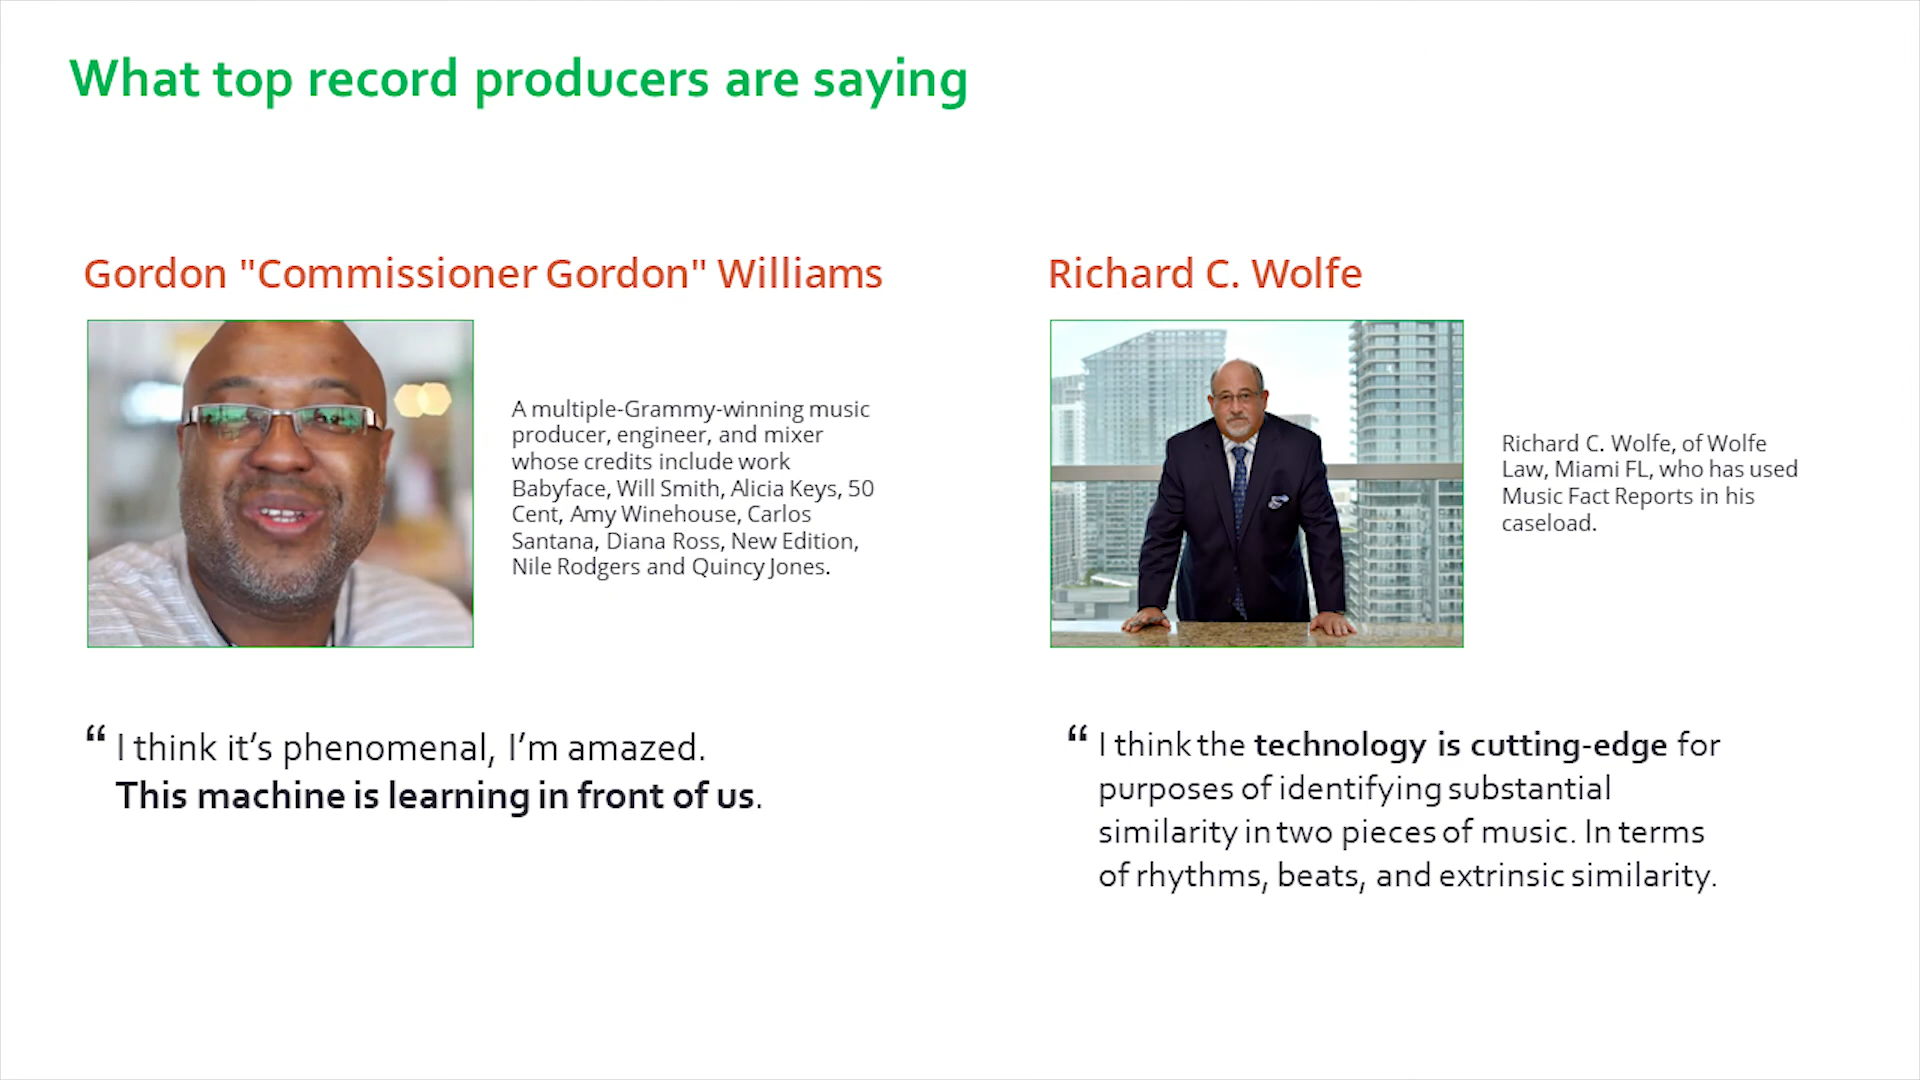 What top record producers are saying
Gordon "Commissioner Gordon" Williams
A multiple-Grammy-winning music
producer, engineer, and mixer
whose credits include work
Babyface, Will Smith, Alicia Keys, 50
Cent, Amy Winehouse, Carlos
Santana, Diana Ross, New Edition,
Nile Rodgers and Quincy Jones.
“ I think it’s phenomenal, I’m amazed.
This machine is learning in front of us.
Richard C. Wolfe
Richard C. Wolfe, of Wolfe
Law, Miami FL, who has used
Music Fact Reports in his
caseload.
“ I think the technology is cutting-edge for
purposes of identifying substantial
similarity in two pieces of music. In terms
of rhythms, beats, and extrinsic similarity.